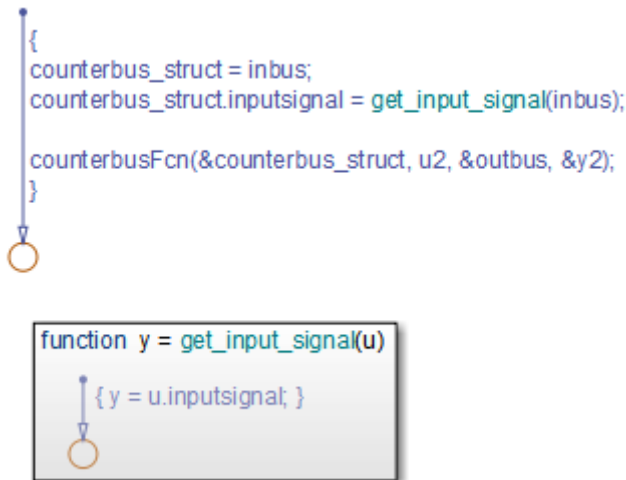 {
counterbus_struct = inbus;
counterbus_struct.inputsignal = get_input_signal(inbus);
counterbusFcn(&counterbus_struct, u2, &outbus, &y2);
}
function y = get_input_signal(u)
{ y = u.inputsignal; }